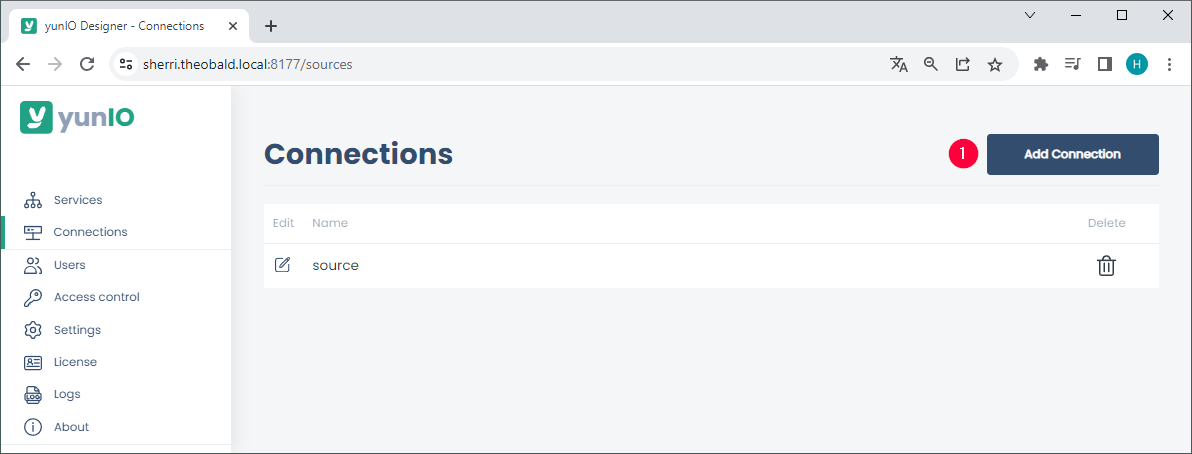 yunIO Designer - Connections
sherri.theobald.local:8177/sources
H
yunIO
Connections
1
Add Connection
Services
Connections
Users
Access control
Settings
License
Logs
About
Edit Name Delete
source